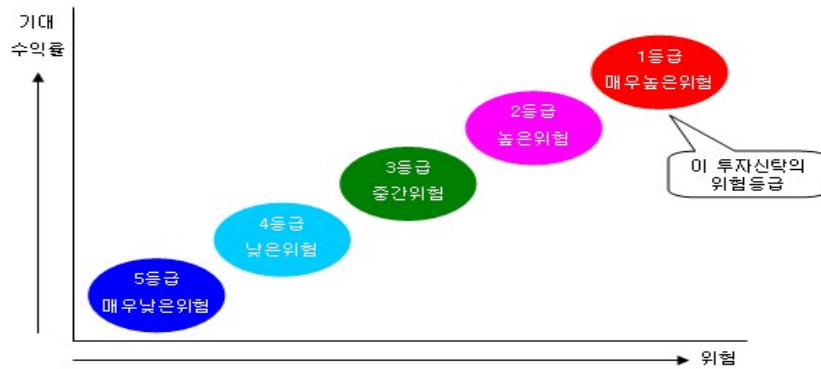 기대
수익률
1등급
매우높은위험
2등급
높은위험
이 투자신탁의
위험등급
3등급
중간위험
4등급
낮은위험
5등급
매우낮은위험
위험